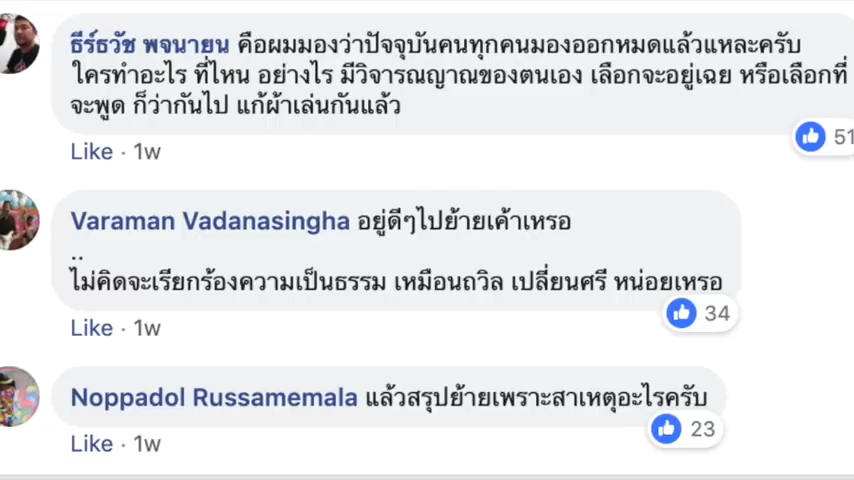 ธีร์ธวัช พจนายน คือผมมองว่าปัจจุบันคนทุกคนมองออกหมดแล้วแหละครับ
ใครทำอะไร ที่ไหน อย่างไร มีวิจารณญาณของตนเอง เลือกจะอยู่เฉย หรือเลือกที่
จะพูด ก็ว่ากันไป แก้ผ้าเล่นกันแล้ว
51
Like · 1w
Varaman Vadanasingha อยู่ดีๆไปย้ายเค้าเหรอ
..
ไม่คิดจะเรียกร้องความเป็นธรรม เหมือนถวิล เปลี่ยนศรี หน่อยเหรอ
34
Like · 1w
Noppadol Russamemala แล้วสรุปย้ายเพราะสาเหตุอะไรครับ
23
Like · 1w